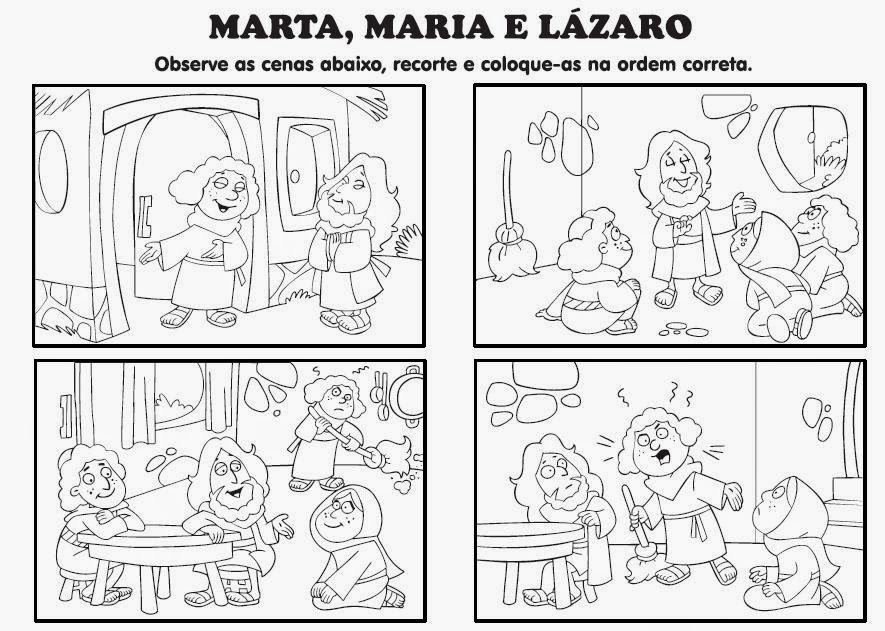 MARTA, MARIA E LÁZARO
Observe as cenas abaixo, recorte e coloque-as na ordem correta.